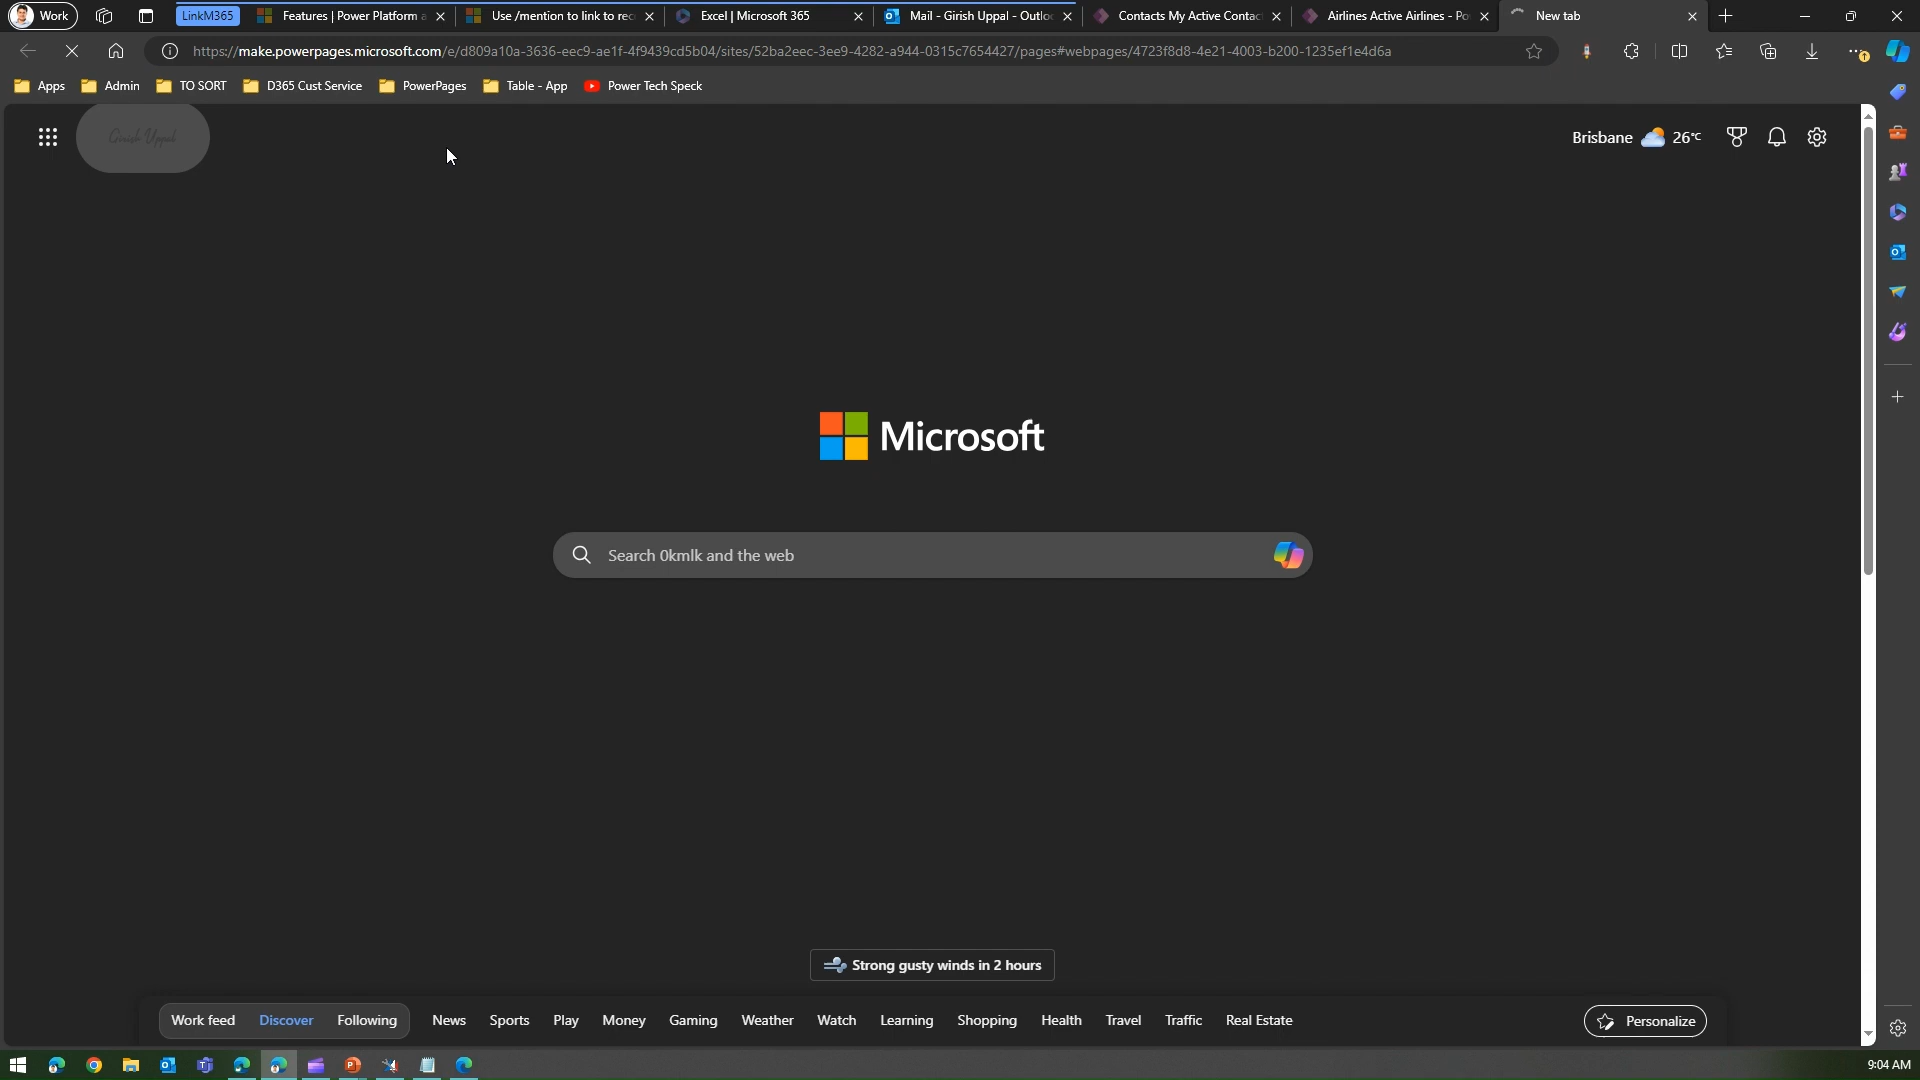 Work
LinkM365
Features | Power Platform a
Use /mention to link to rec
Excel | Microsoft 365
Mail - Girish Uppal - Outlo
Contacts My Active Contac
Airlines Active Airlines - Po
New tab
https://make.powerpages.microsoft.com/e/d809a10a-3636-eec9-ae1f-4f9439cd5b04/sites/52ba2eec-3ee9-4282-a944-0315c7654427/pages#webpages/4723f8d8-4e21-4003-b200-1235ef1e4d6a
Apps
Admin
TO SORT
D365 Cust Service
PowerPages
Table - App
Power Tech Speck
Girish Uppal
Brisbane
26°C
Microsoft
Search 0kmlk and the web
Strong gusty winds in 2 hours
Work feed
Discover
Following
News
Sports
Play
Money
Gaming
Weather
Watch
Learning
Shopping
Health
Travel
Traffic
Real Estate
Personalize
9:04 AM